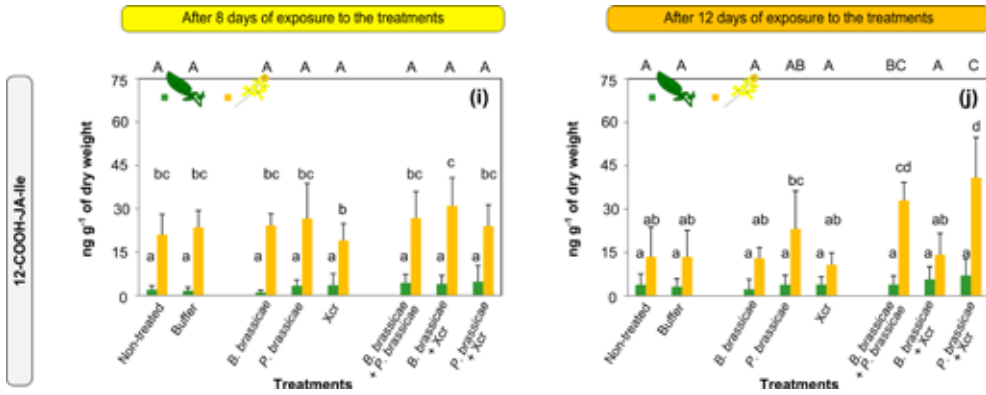 After 8 days of exposure to the treatments
After 12 days of exposure to the treatments
12-COOH-JA-Ile
A A A A A A A A
(i)
ng g⁻¹ of dry weight
75
60
45
30
15
0
bc bc bc bc b bc c bc
a a a a a a a a
Non-treated
Buffer
B. brassicae
P. brassicae
Xcr
B. brassicae
+ P. brassicae
B. brassicae
+ Xcr
P. brassicae
+ Xcr
Treatments
A A A AB A BC A C
(j)
ng g⁻¹ of dry weight
75
60
45
30
15
0
ab ab ab bc ab cd ab d
a a a a a a a a
Non-treated
Buffer
B. brassicae
P. brassicae
Xcr
B. brassicae
+ P. brassicae
B. brassicae
+ Xcr
P. brassicae
+ Xcr
Treatments